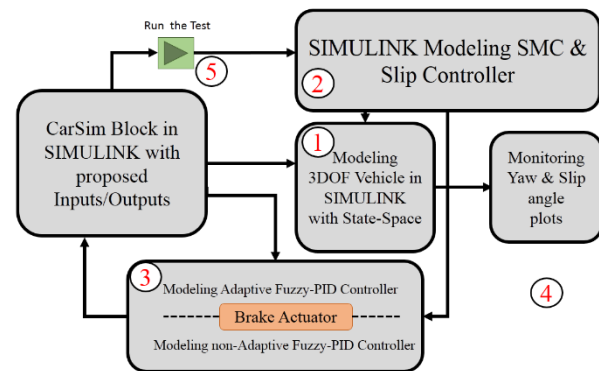 Run the Test
5
SIMULINK Modeling SMC &
Slip Controller
2
CarSim Block in
SIMULINK with
proposed
Inputs/Outputs
1
Modeling
3DOF Vehicle in
SIMULINK
with State-Space
Monitoring
Yaw & Slip
angle
plots
3
Modeling Adaptive Fuzzy-PID Controller
Brake Actuator
Modeling non-Adaptive Fuzzy-PID Controller
4